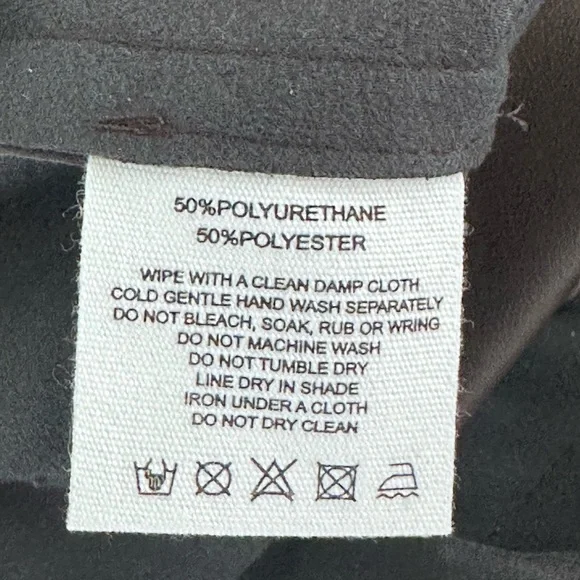 50%POLYURETHANE
50%POLYESTER
WIPE WITH A CLEAN DAMP CLOTH
COLD GENTLE HAND WASH SEPARATELY
DO NOT BLEACH, SOAK, RUB OR WRING
DO NOT MACHINE WASH
DO NOT TUMBLE DRY
LINE DRY IN SHADE
IRON UNDER A CLOTH
DO NOT DRY CLEAN